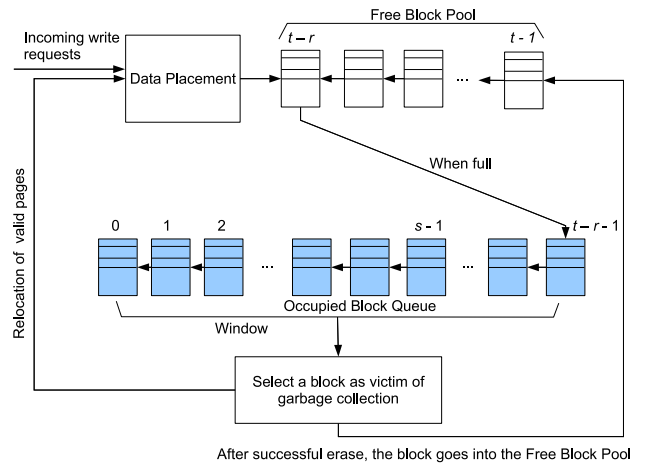 Free Block Pool
Incoming write
requests
t–r
t - 1
Data Placement
...
When full
Relocation of valid pages
0
1
2
s - 1
t – r - 1
...
...
Occupied Block Queue
Window
Select a block as victim of
garbage collection
After successful erase, the block goes into the Free Block Pool